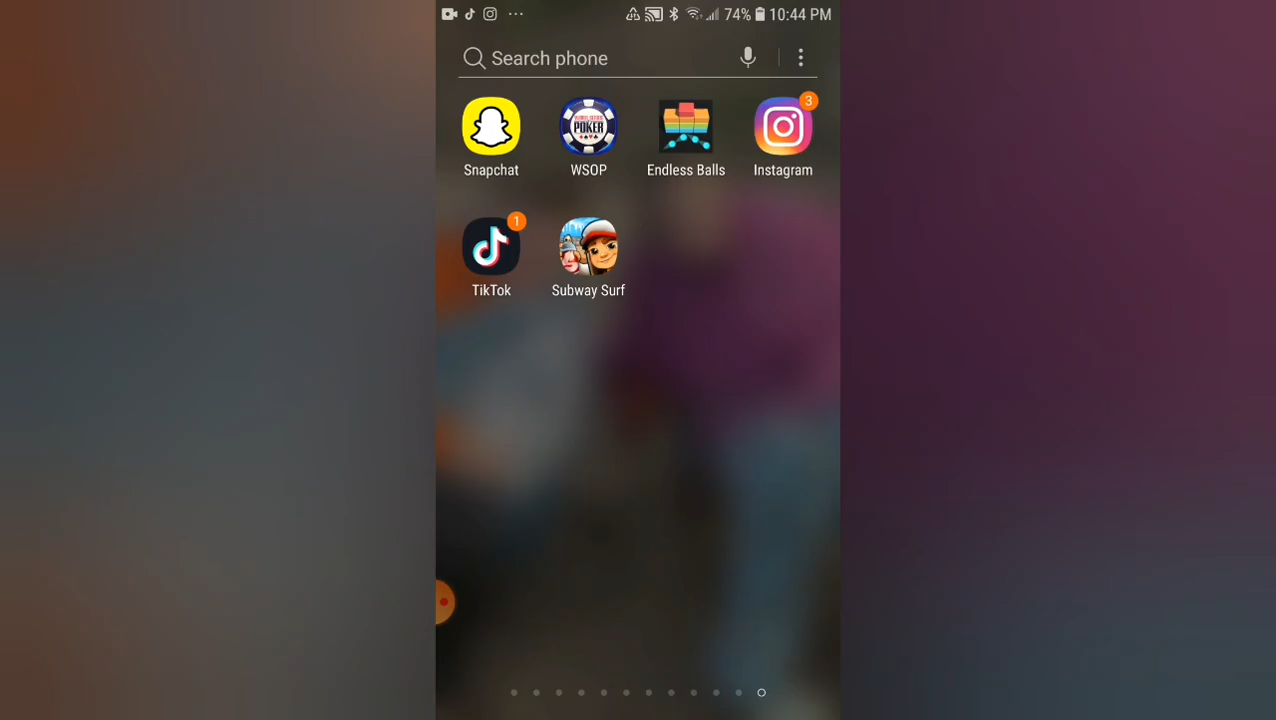 74% 10:44 PM
Search phone
POKER
3
Snapchat
WSOP
Endless Balls
Instagram
1
TikTok
Subway Surf